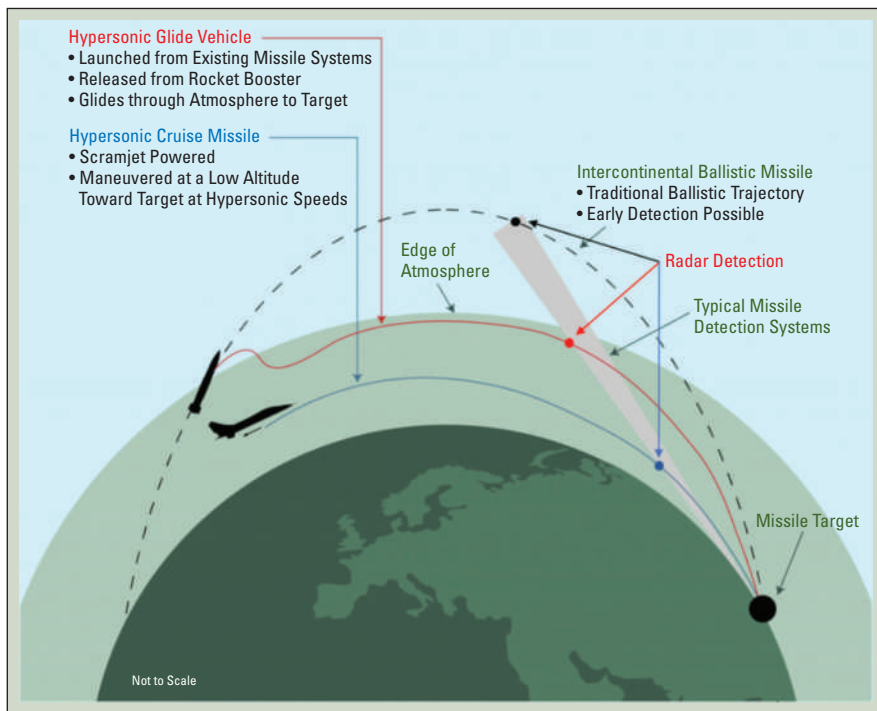 Hypersonic Glide Vehicle
• Launched from Existing Missile Systems
• Released from Rocket Booster
• Glides through Atmosphere to Target
Hypersonic Cruise Missile
• Scramjet Powered
• Maneuvered at a Low Altitude
Toward Target at Hypersonic Speeds
Intercontinental Ballistic Missile
• Traditional Ballistic Trajectory
• Early Detection Possible
Edge of
Atmosphere
Radar Detection
Typical Missile
Detection Systems
Missile Target
Not to Scale